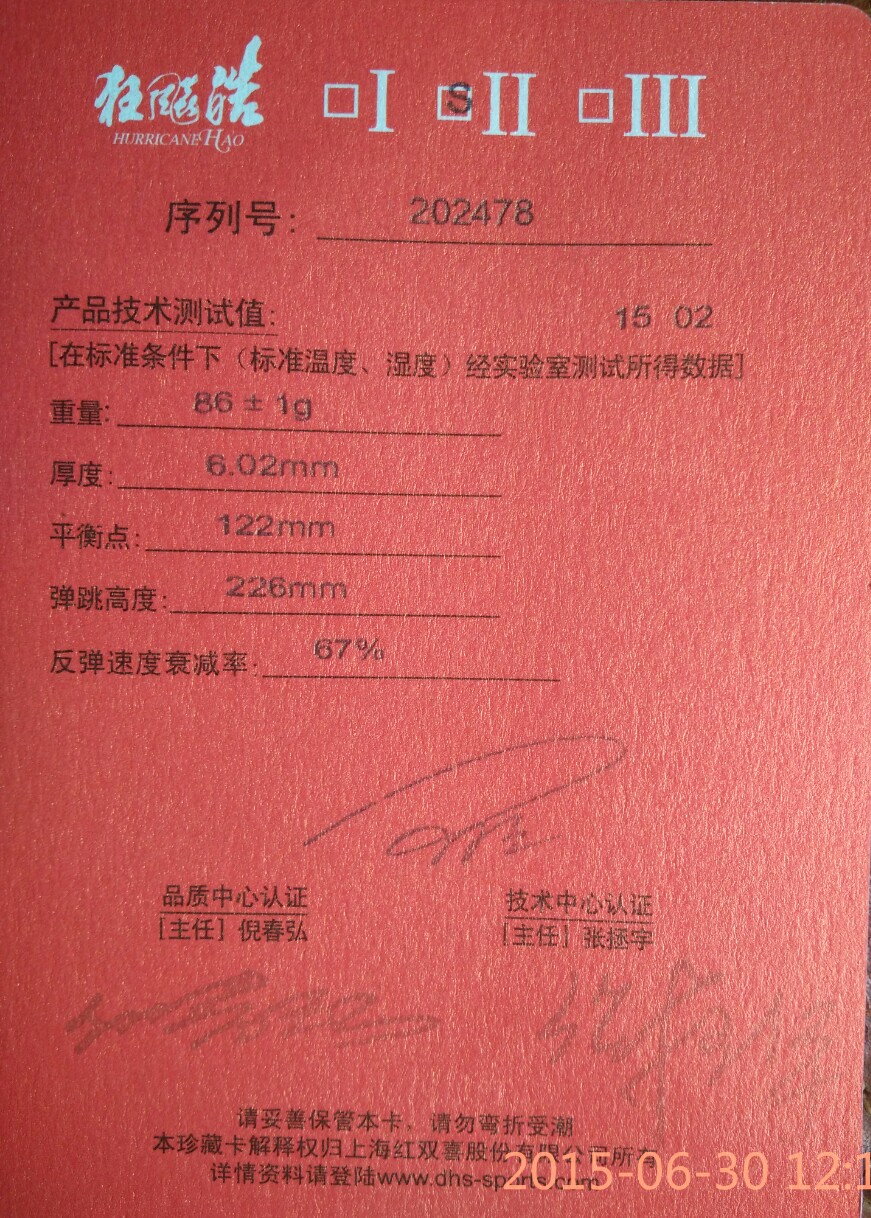 狂飚皓
HURRICANE HAO
□I S II □III
序列号: 202478
产品技术测试值: 15 02
[在标准条件下（标准温度、湿度）经实验室测试所得数据]
重量: 86 ± 1g
厚度: 6.02mm
平衡点: 122mm
弹跳高度: 226mm
反弹速度衰减率: 67%
品质中心认证 技术中心认证
[主任] 倪春弘 [主任] 张拯宇
请妥善保管本卡、请勿弯折受潮
本珍藏卡解释权归上海红双喜股份有限公司所有
详情资料请登陆www.dhs-sports.com
2015-06-30 12:1